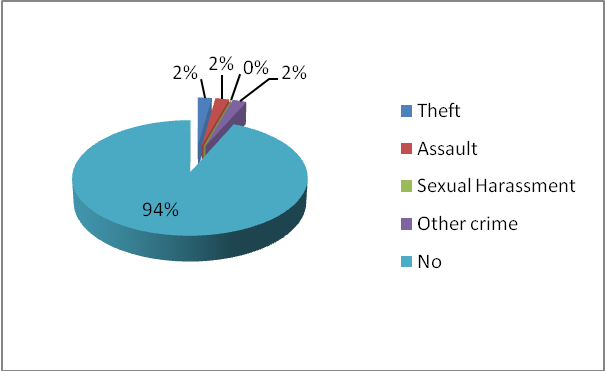 2%
2%
0%
2%
94%
Theft
Assault
Sexual Harassment
Other crime
No